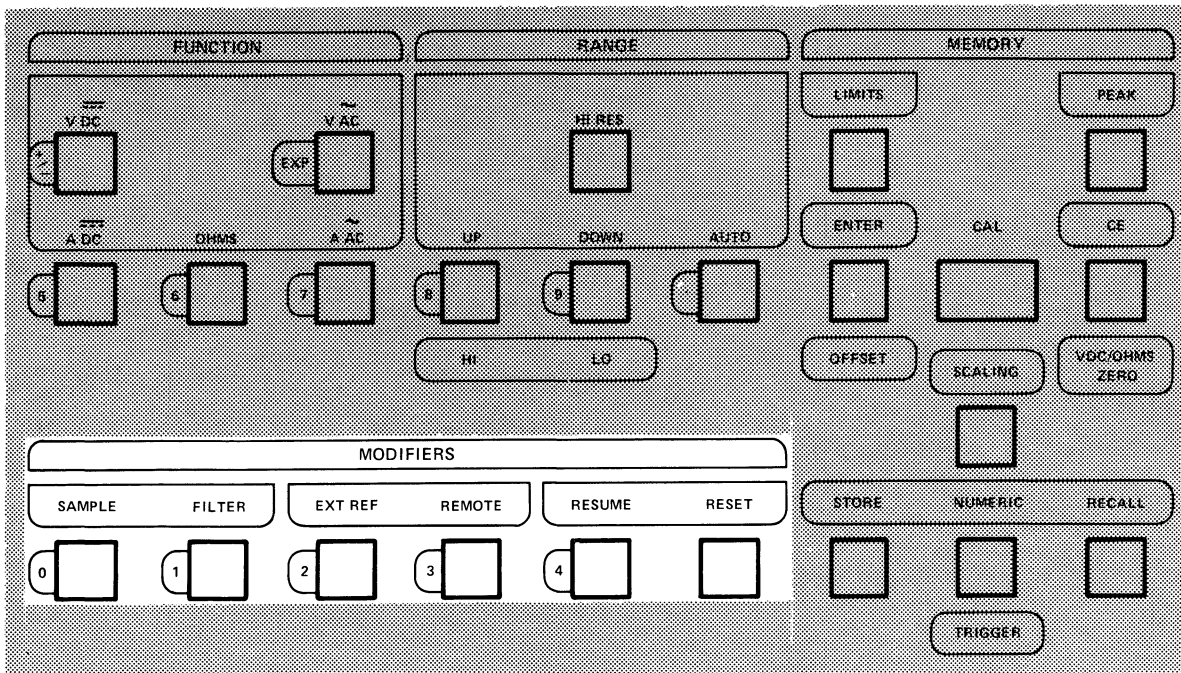 FUNCTION RANGE MEMORY
LIMITS PEAK
V DC V AC HI RES
+/- EXP
ENTER CAL CE
A DC OHMS A AC UP DOWN AUTO
5 6 7 8 9 .
HI LO
OFFSET SCALING VDC/OHMS
ZERO
MODIFIERS
SAMPLE FILTER EXT REF REMOTE RESUME RESET
STORE NUMERIC RECALL
0 1 2 3 4
TRIGGER